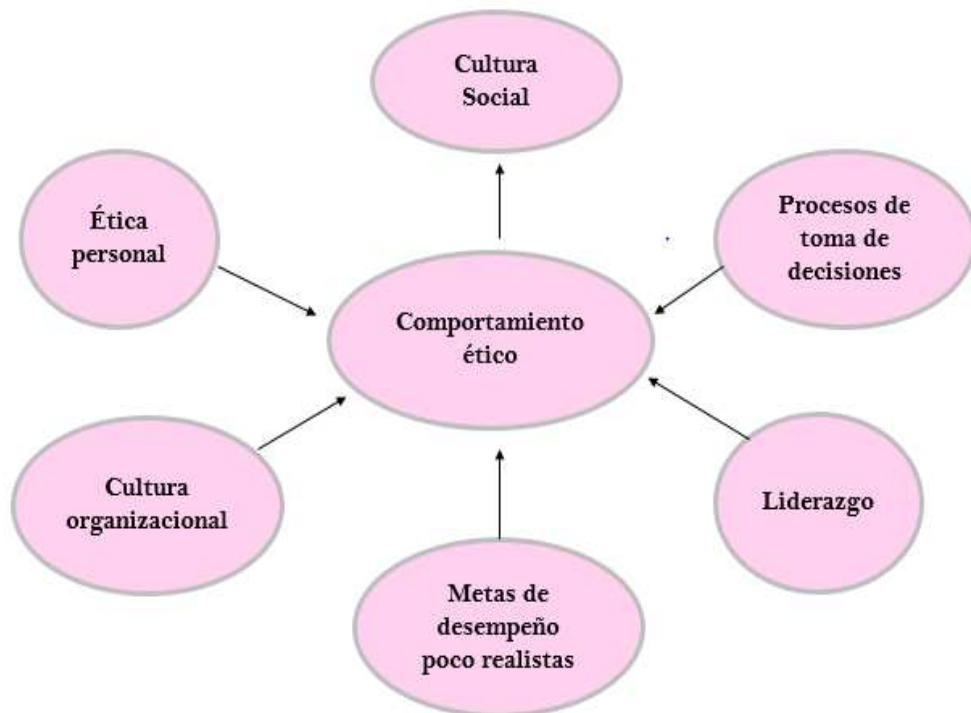 Cultura
Social
Ética
personal
Procesos de
toma de
decisiones
Comportamiento
ético
Cultura
organizacional
Liderazgo
Metas de
desempeño
poco realistas